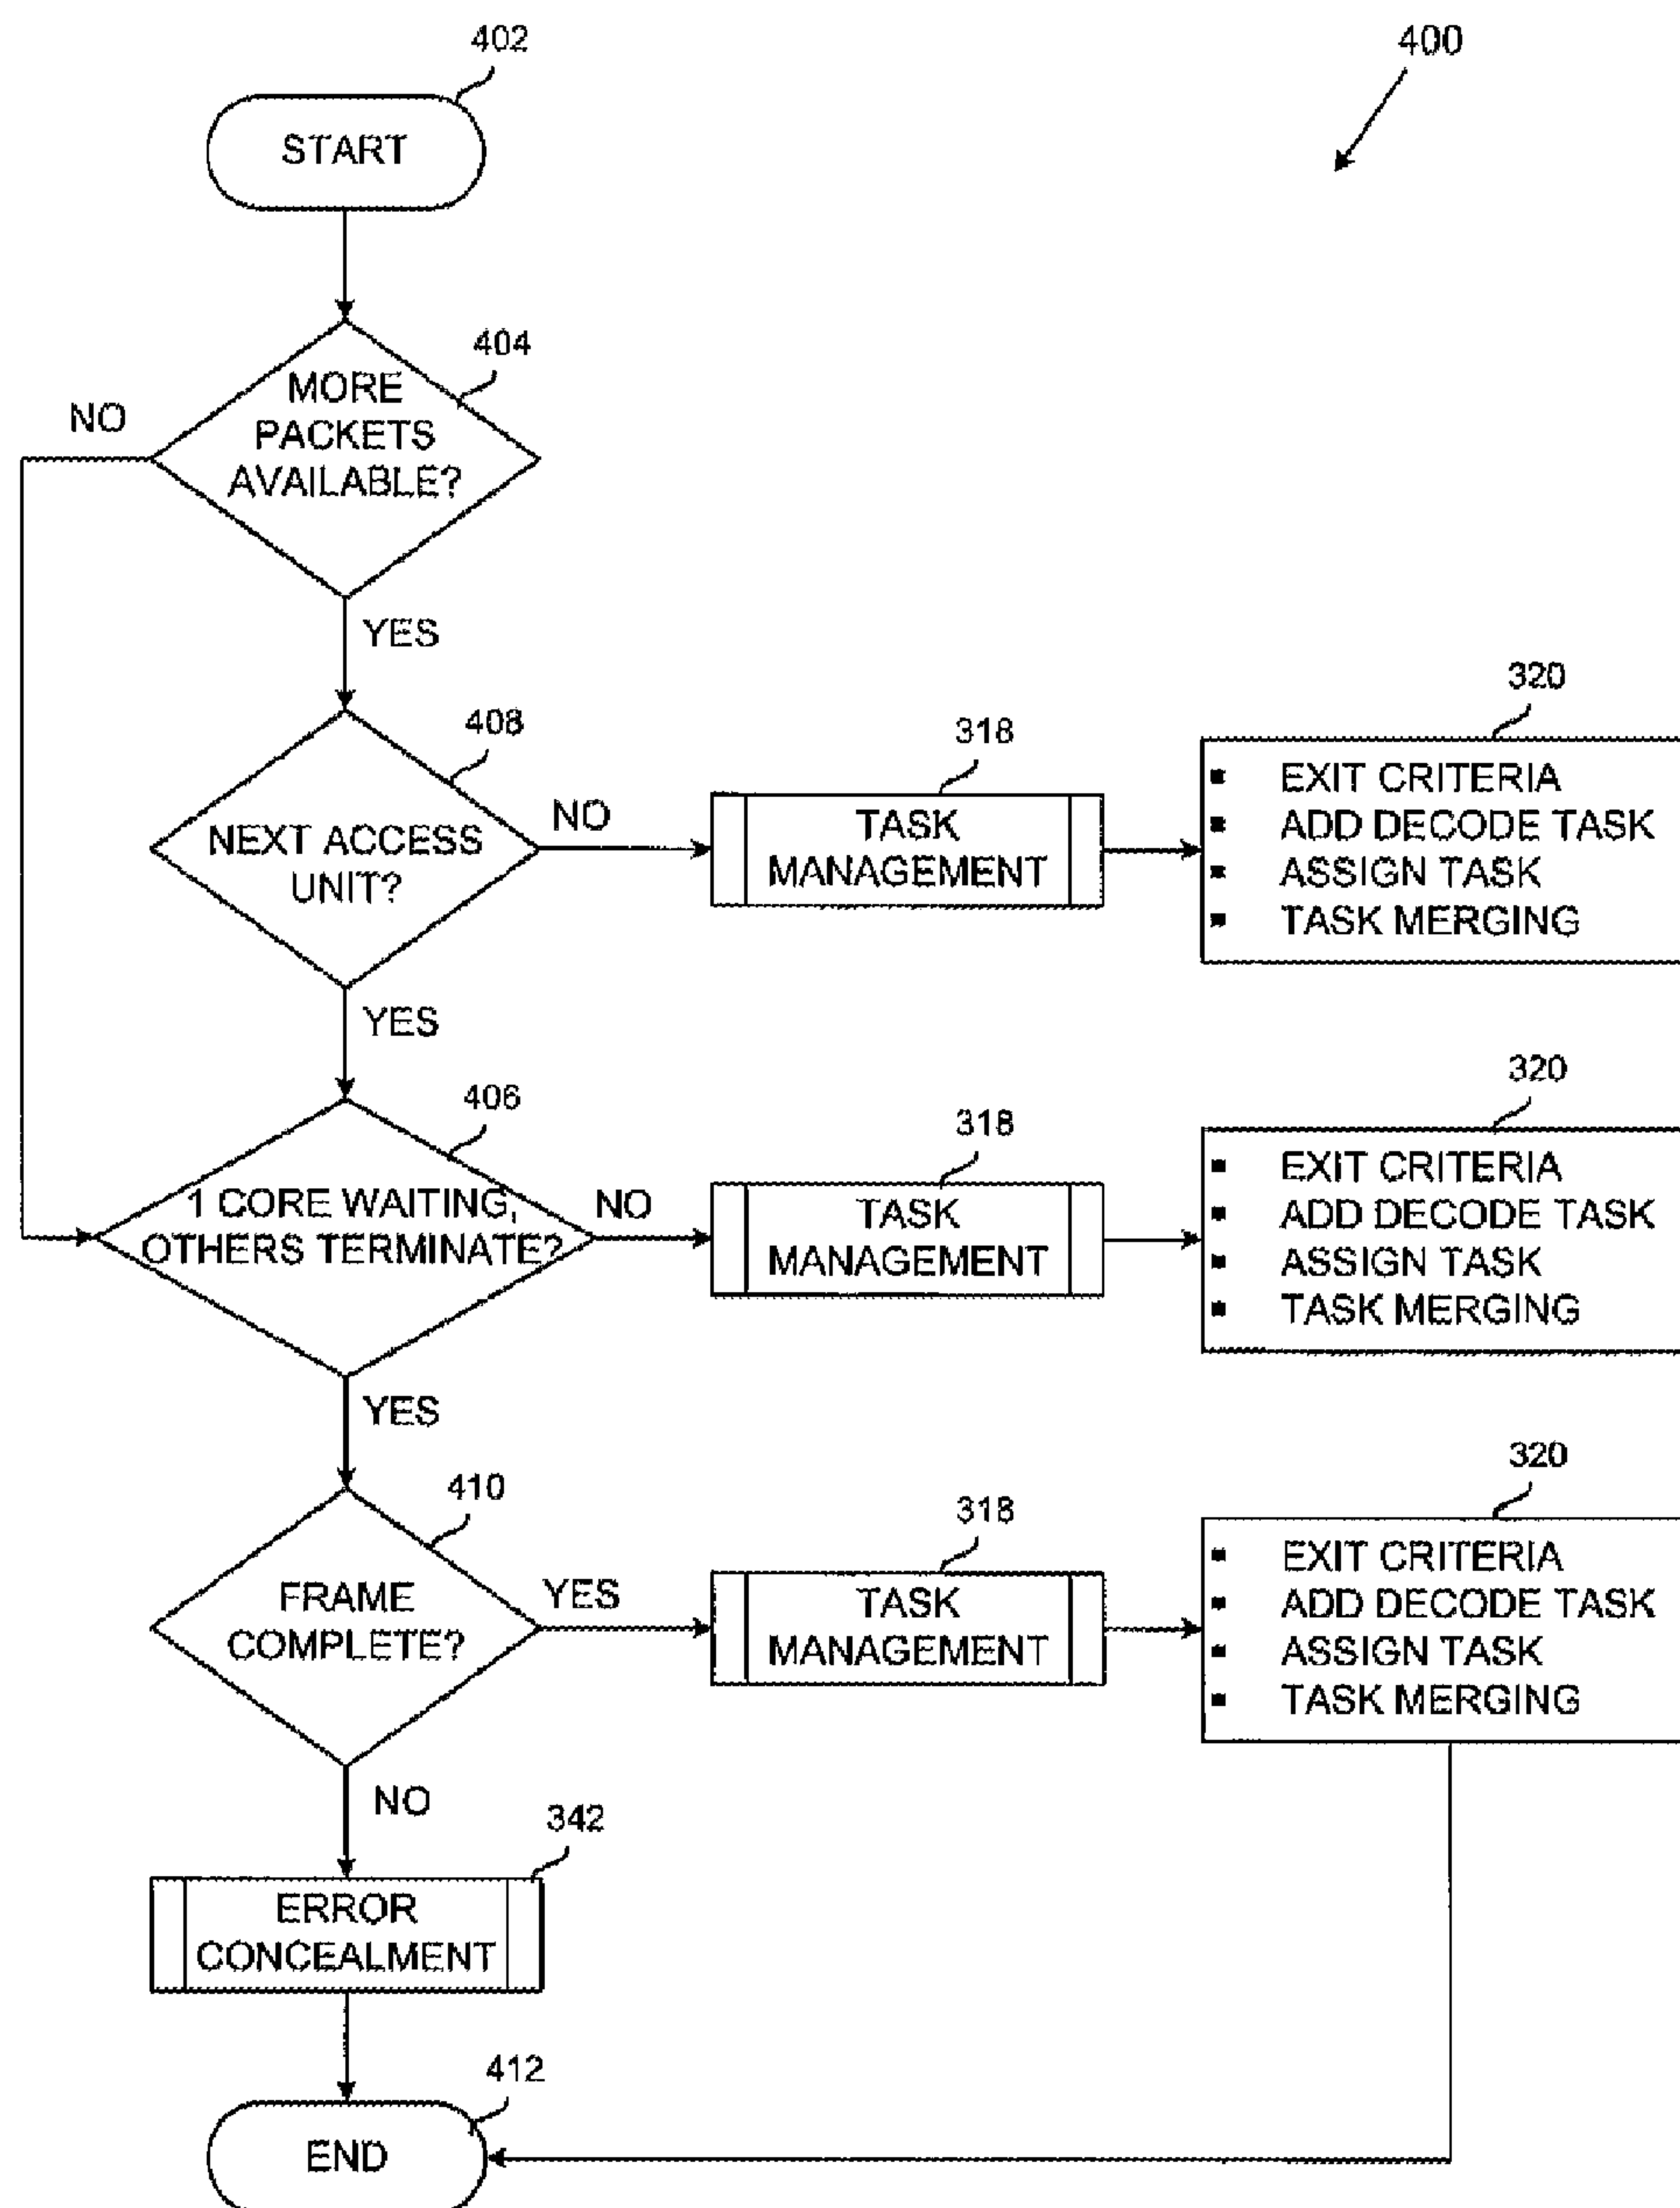 402
400
START
404
MORE
PACKETS
AVAILABLE?
NO
YES
408
NEXT ACCESS
UNIT?
NO
318
TASK
MANAGEMENT
320
▪ EXIT CRITERIA
▪ ADD DECODE TASK
▪ ASSIGN TASK
▪ TASK MERGING
YES
406
1 CORE WAITING,
OTHERS TERMINATE?
NO
318
TASK
MANAGEMENT
320
▪ EXIT CRITERIA
▪ ADD DECODE TASK
▪ ASSIGN TASK
▪ TASK MERGING
YES
410
FRAME
COMPLETE?
YES
318
TASK
MANAGEMENT
320
▪ EXIT CRITERIA
▪ ADD DECODE TASK
▪ ASSIGN TASK
▪ TASK MERGING
NO
342
ERROR
CONCEALMENT
412
END